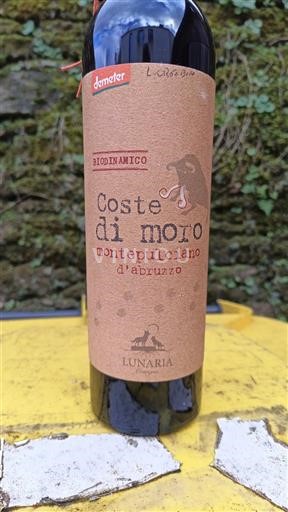 demeter
BIODINAMICO
Coste
di moro
montepulciano
d'abruzzo
LUNARIA